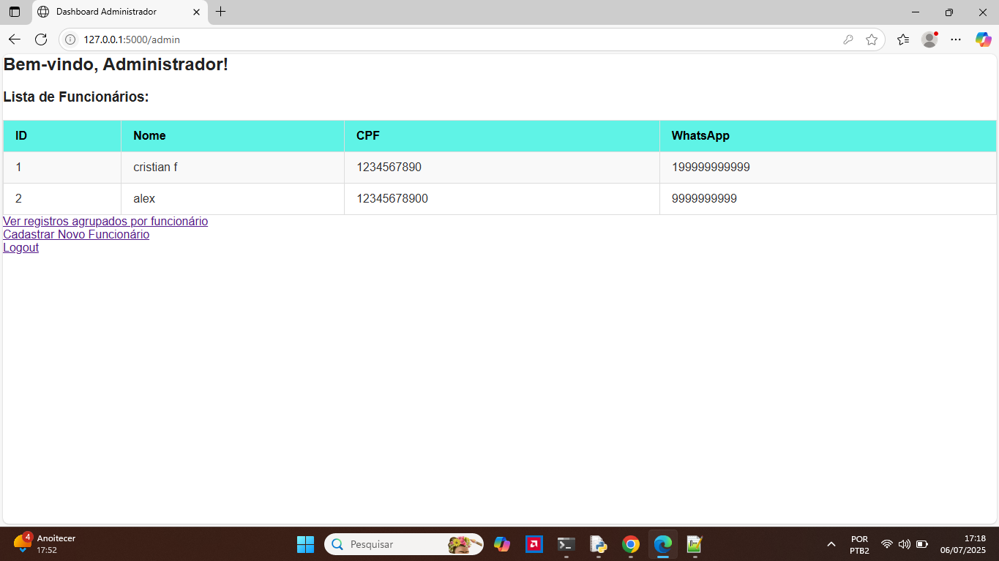 Dashboard Administrador
127.0.0.1:5000/admin
Bem-vindo, Administrador!
Lista de Funcionários:
ID Nome CPF WhatsApp
1 cristian f 1234567890 199999999999
2 alex 12345678900 9999999999
Ver registros agrupados por funcionário
Cadastrar Novo Funcionário
Logout
4 Anoitecer
17:52
Pesquisar
POR
PTB2
17:18
06/07/2025